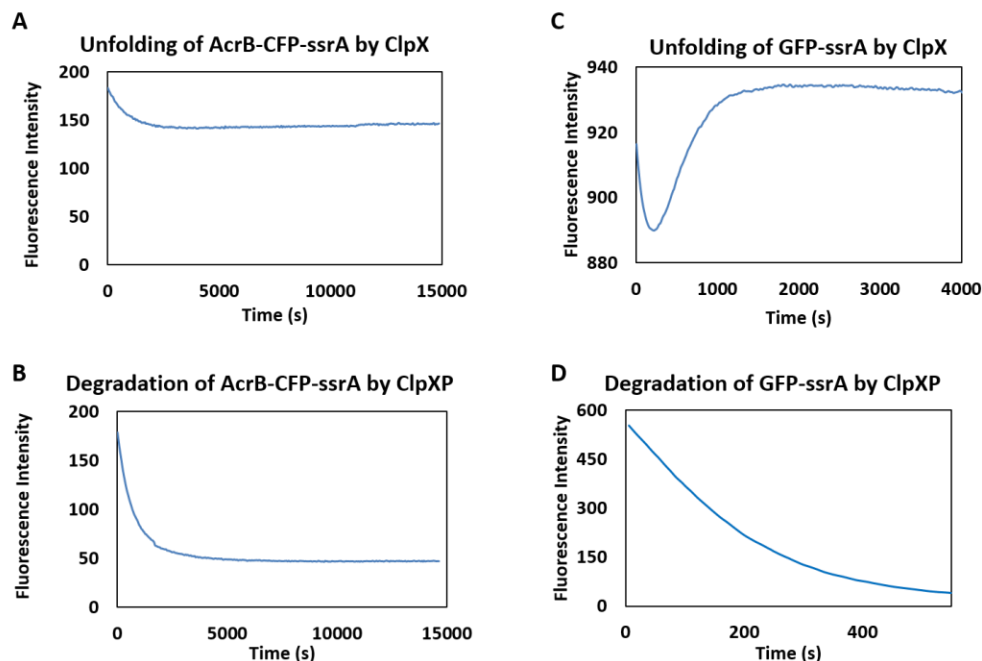 A
Unfolding of AcrB-CFP-ssrA by ClpX
Fluorescence Intensity
200
150
100
50
0
0 5000 10000 15000
Time (s)
B
Degradation of AcrB-CFP-ssrA by ClpXP
Fluorescence Intensity
200
150
100
50
0
0 5000 10000 15000
Time (s)
C
Unfolding of GFP-ssrA by ClpX
Fluorescence Intensity
940
920
900
880
0 1000 2000 3000 4000
Time (s)
D
Degradation of GFP-ssrA by ClpXP
Fluorescence Intensity
600
450
300
150
0
0 200 400
Time (s)